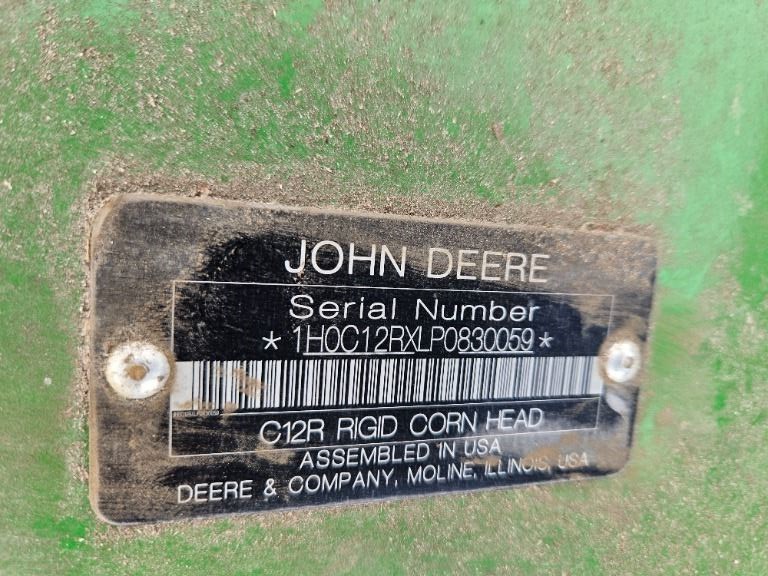 JOHN DEERE
Serial Number
* 1H0C12RXLP0830059 *
C12R RIGID CORN HEAD
ASSEMBLED IN USA
DEERE & COMPANY, MOLINE, ILLINOIS, USA